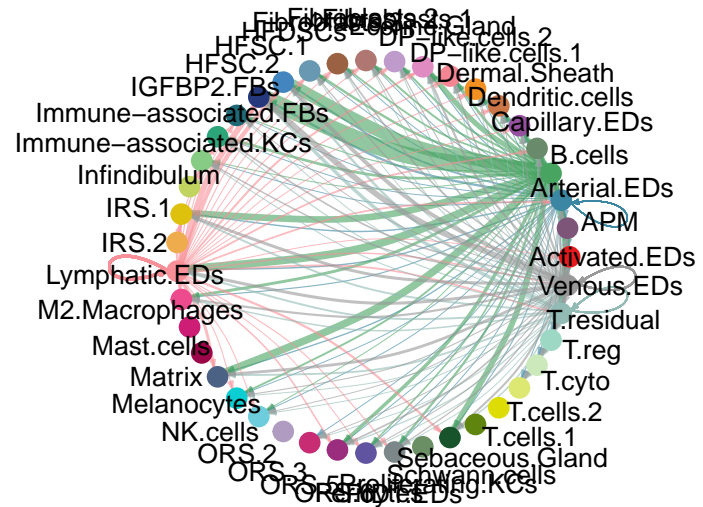 DP−like.cells.2
HFSC.1
DP−like.cells.1
HFSC.2
Dermal.Sheath
IGFBP2.FBs
Dendritic.cells
Immune−associated.FBs
Capillary.EDs
Immune−associated.KCs
B.cells
Infindibulum
Arterial.EDs
IRS.1
APM
IRS.2
Activated.EDs
Lymphatic.EDs
Venous.EDs
M2.Macrophages
T.residual
Mast.cells
T.reg
Matrix
T.cyto
Melanocytes
T.cells.2
NK.cells
T.cells.1
ORS.2
Sebaceous.Gland
ORS.3
Schwann.cells
Proliferating.KCs